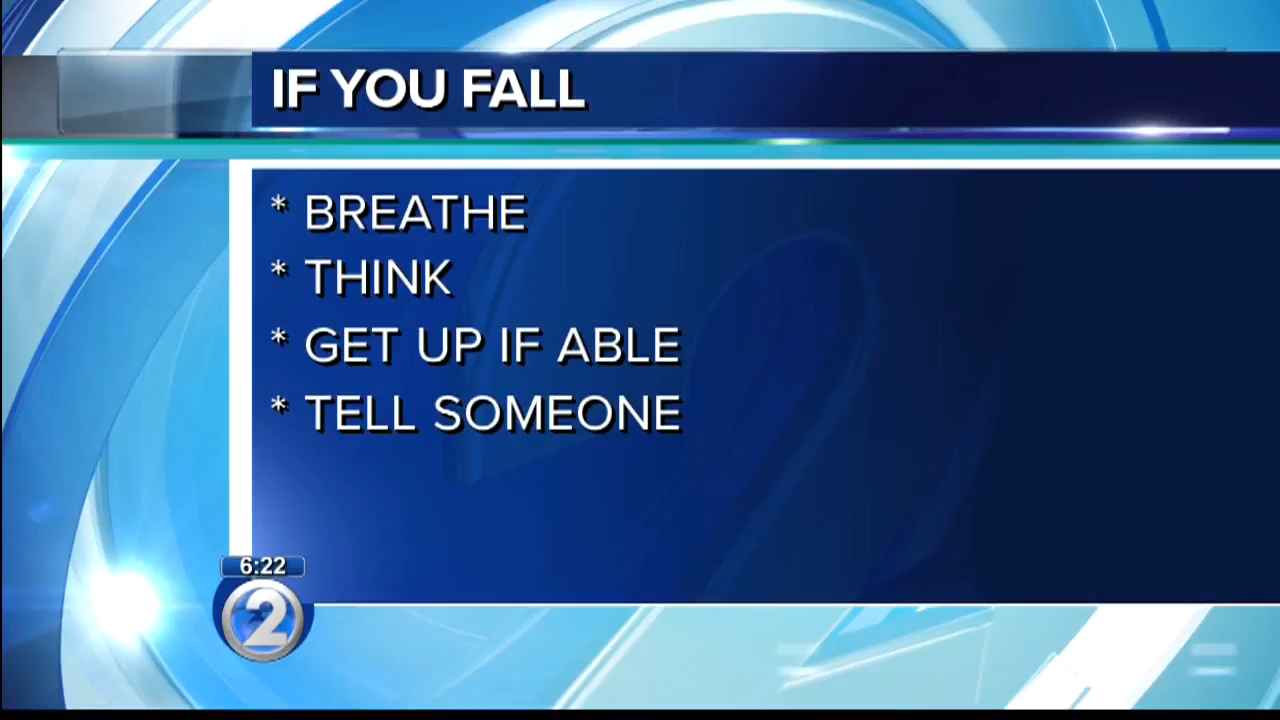 IF YOU FALL
* BREATHE
* THINK
* GET UP IF ABLE
* TELL SOMEONE
6:22
2